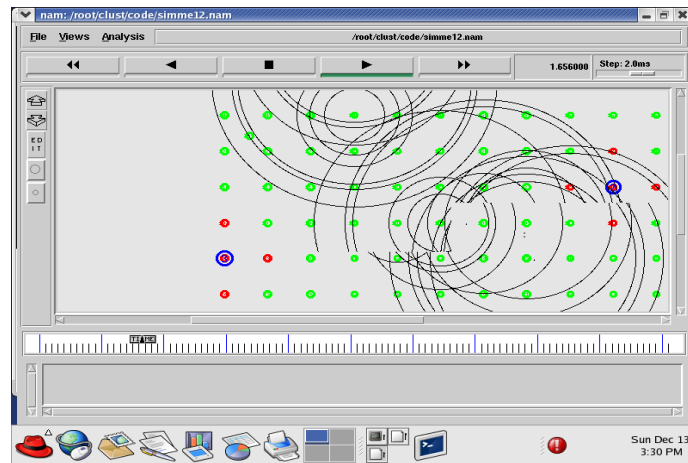 nam: /root/clust/code/simme12.nam
File Views Analysis /root/clust/code/simme12.nam
1.656000 Step: 2.0ms
E D
I T
TIME
Sun Dec 13
3:30 PM